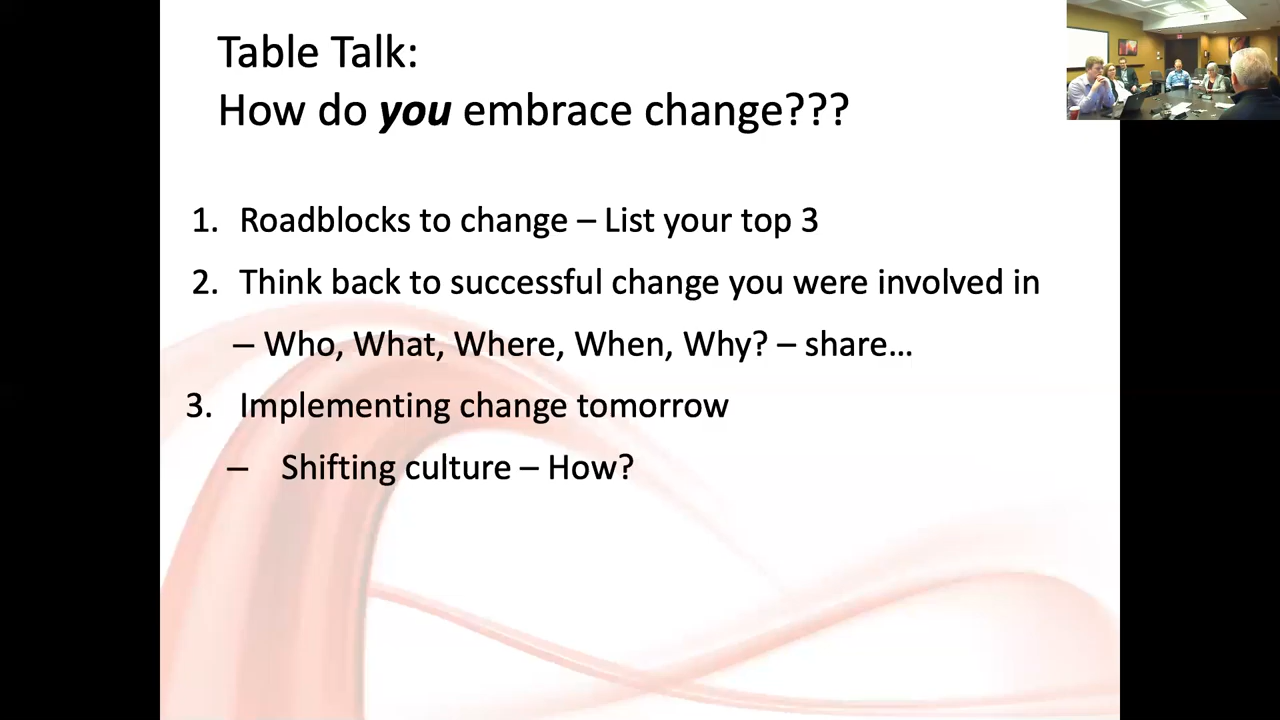 Table Talk:
How do you embrace change???
1. Roadblocks to change – List your top 3
2. Think back to successful change you were involved in
– Who, What, Where, When, Why? – share...
3. Implementing change tomorrow
– Shifting culture – How?